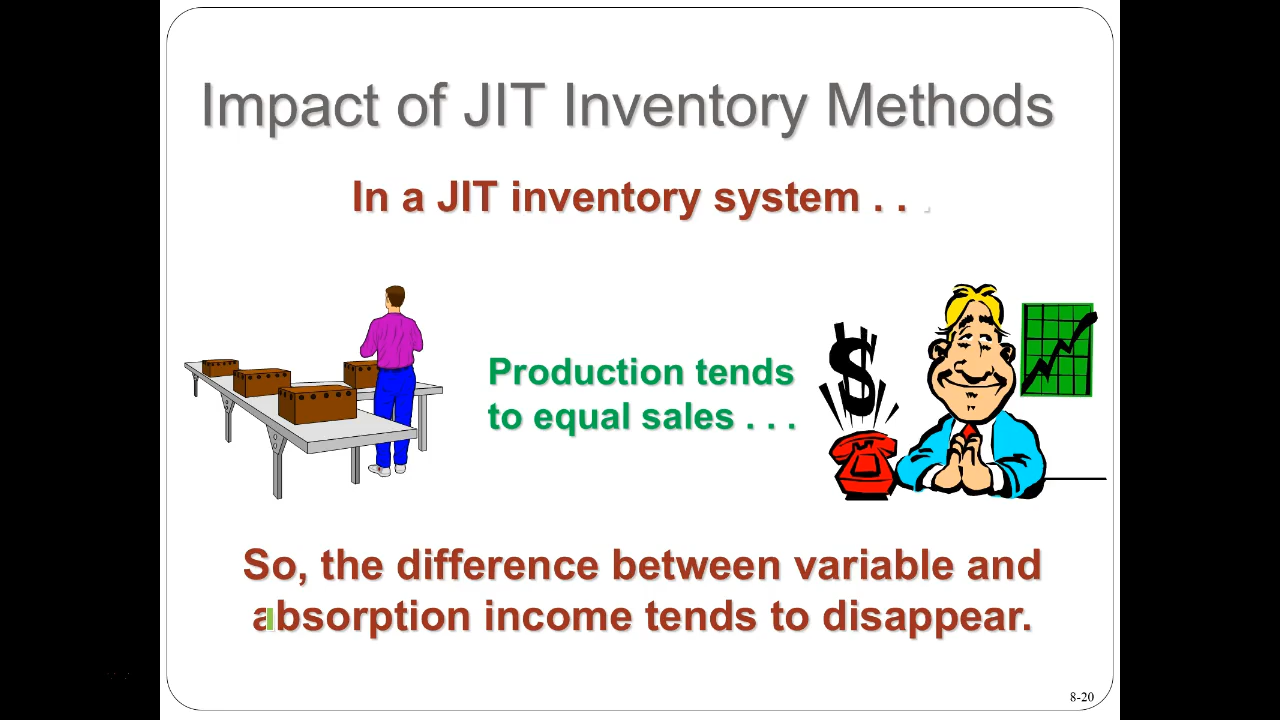 Impact of JIT Inventory Methods
In a JIT inventory system . . .
Production tends
to equal sales . . .
$
So, the difference between variable and
absorption income tends to disappear.
8-20